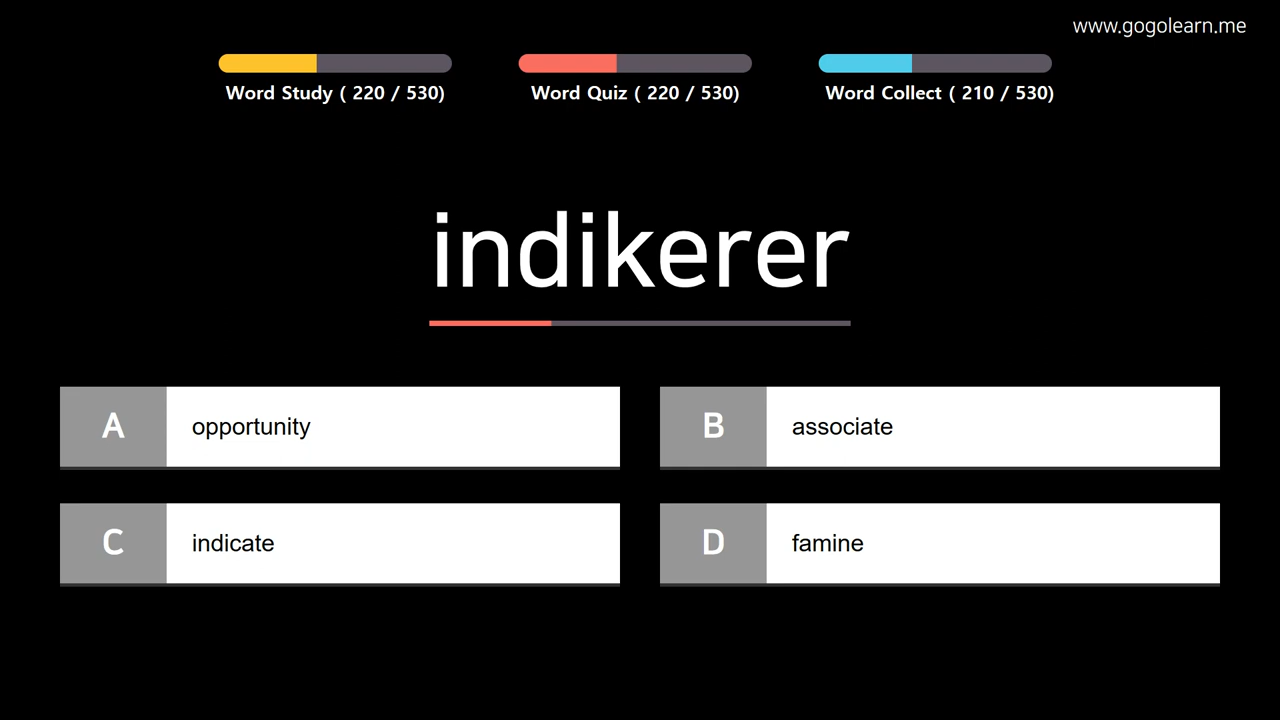 www.gogolearn.me
Word Study ( 220 / 530)
Word Quiz ( 220 / 530)
Word Collect ( 210 / 530)
indikerer
A opportunity
B associate
C indicate
D famine